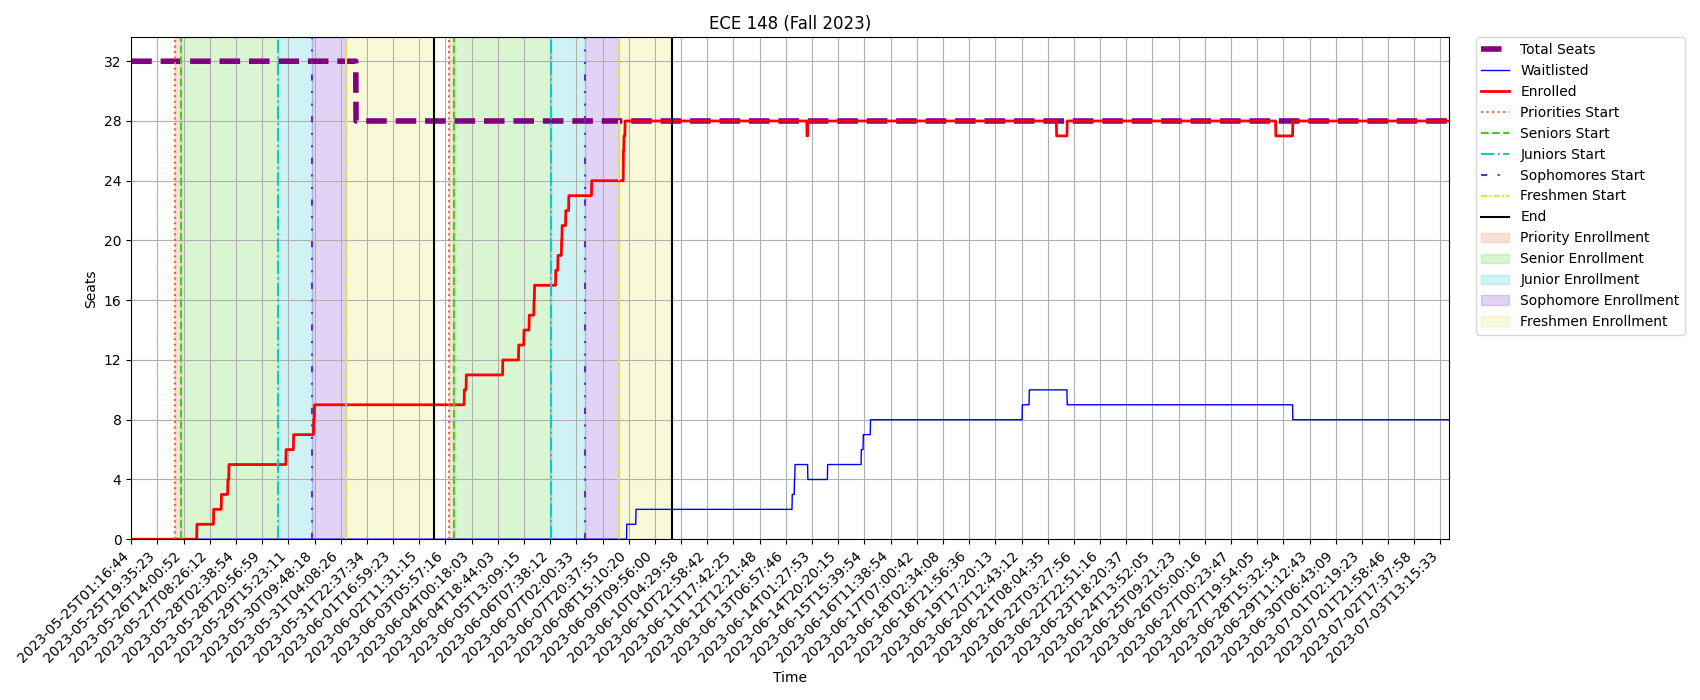 ECE 148 (Fall 2023)
Seats
32
28
24
20
16
12
8
4
0
2023-05-25T01:16:44
2023-05-25T19:35:23
2023-05-26T14:00:52
2023-05-27T08:26:12
2023-05-28T02:38:54
2023-05-28T20:56:59
2023-05-29T15:23:11
2023-05-30T09:48:18
2023-05-31T04:08:26
2023-05-31T22:37:34
2023-06-01T16:59:23
2023-06-02T11:31:15
2023-06-03T05:57:16
2023-06-04T00:18:03
2023-06-04T18:44:03
2023-06-05T13:09:15
2023-06-06T07:38:12
2023-06-07T02:00:33
2023-06-07T20:37:55
2023-06-08T15:10:20
2023-06-09T09:56:00
2023-06-10T04:29:58
2023-06-10T22:58:42
2023-06-11T17:42:25
2023-06-12T12:21:48
2023-06-13T06:57:46
2023-06-14T01:27:53
2023-06-14T20:20:15
2023-06-15T15:39:54
2023-06-16T11:38:54
2023-06-17T07:00:42
2023-06-18T02:34:08
2023-06-18T21:56:36
2023-06-19T17:20:13
2023-06-20T12:43:12
2023-06-21T08:04:35
2023-06-22T03:27:56
2023-06-22T22:51:16
2023-06-23T18:20:37
2023-06-24T13:52:05
2023-06-25T09:21:23
2023-06-26T05:00:16
2023-06-27T00:23:47
2023-06-27T19:54:05
2023-06-28T15:32:54
2023-06-29T11:12:43
2023-06-30T06:43:09
2023-07-01T02:19:23
2023-07-01T21:58:46
2023-07-02T17:37:58
2023-07-03T13:15:33
Time
Total Seats
Waitlisted
Enrolled
Priorities Start
Seniors Start
Juniors Start
Sophomores Start
Freshmen Start
End
Priority Enrollment
Senior Enrollment
Junior Enrollment
Sophomore Enrollment
Freshmen Enrollment